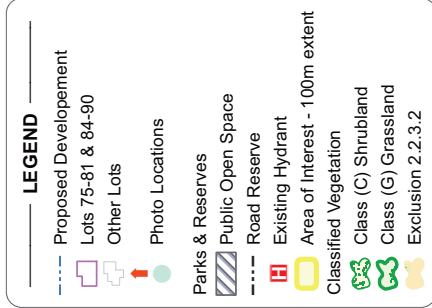 LEGEND
Proposed Developement
Lots 75-81 & 84-90
Other Lots
Photo Locations
Parks & Reserves
Public Open Space
Road Reserve
H Existing Hydrant
Area of Interest - 100m extent
Classified Vegetation
Class (C) Shrubland
Class (G) Grassland
Exclusion 2.2.3.2